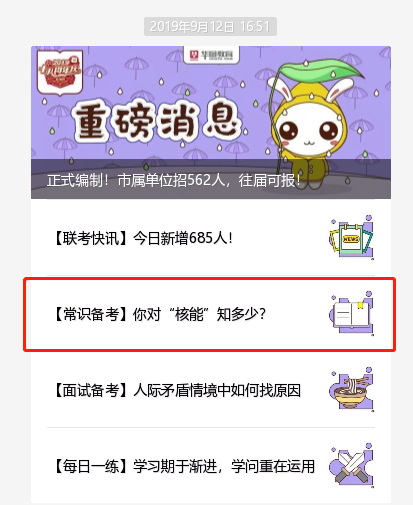 2019年9月12日 16:51
华图教育
重磅消息
正式编制！市属单位招562人，往届可报！
【联考快讯】今日新增685人！
NEWS
【常识备考】你对“核能”知多少？
【面试备考】人际矛盾情境中如何找原因
【每日一练】学习期于渐进，学问重在运用